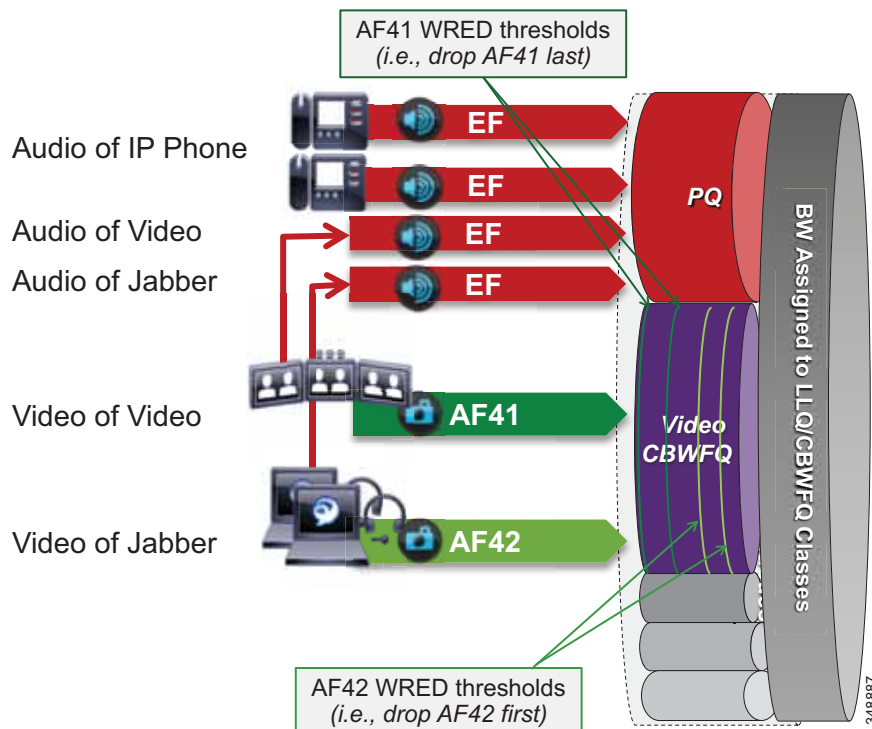 AF41 WRED thresholds
(i.e., drop AF41 last)
Audio of IP Phone
EF
EF
Audio of Video
EF
Audio of Jabber
EF
Video of Video
AF41
Video of Jabber
AF42
PQ
Video
CBWFQ
BW Assigned to LLQ/CBWFQ Classes
AF42 WRED thresholds
(i.e., drop AF42 first)
348887